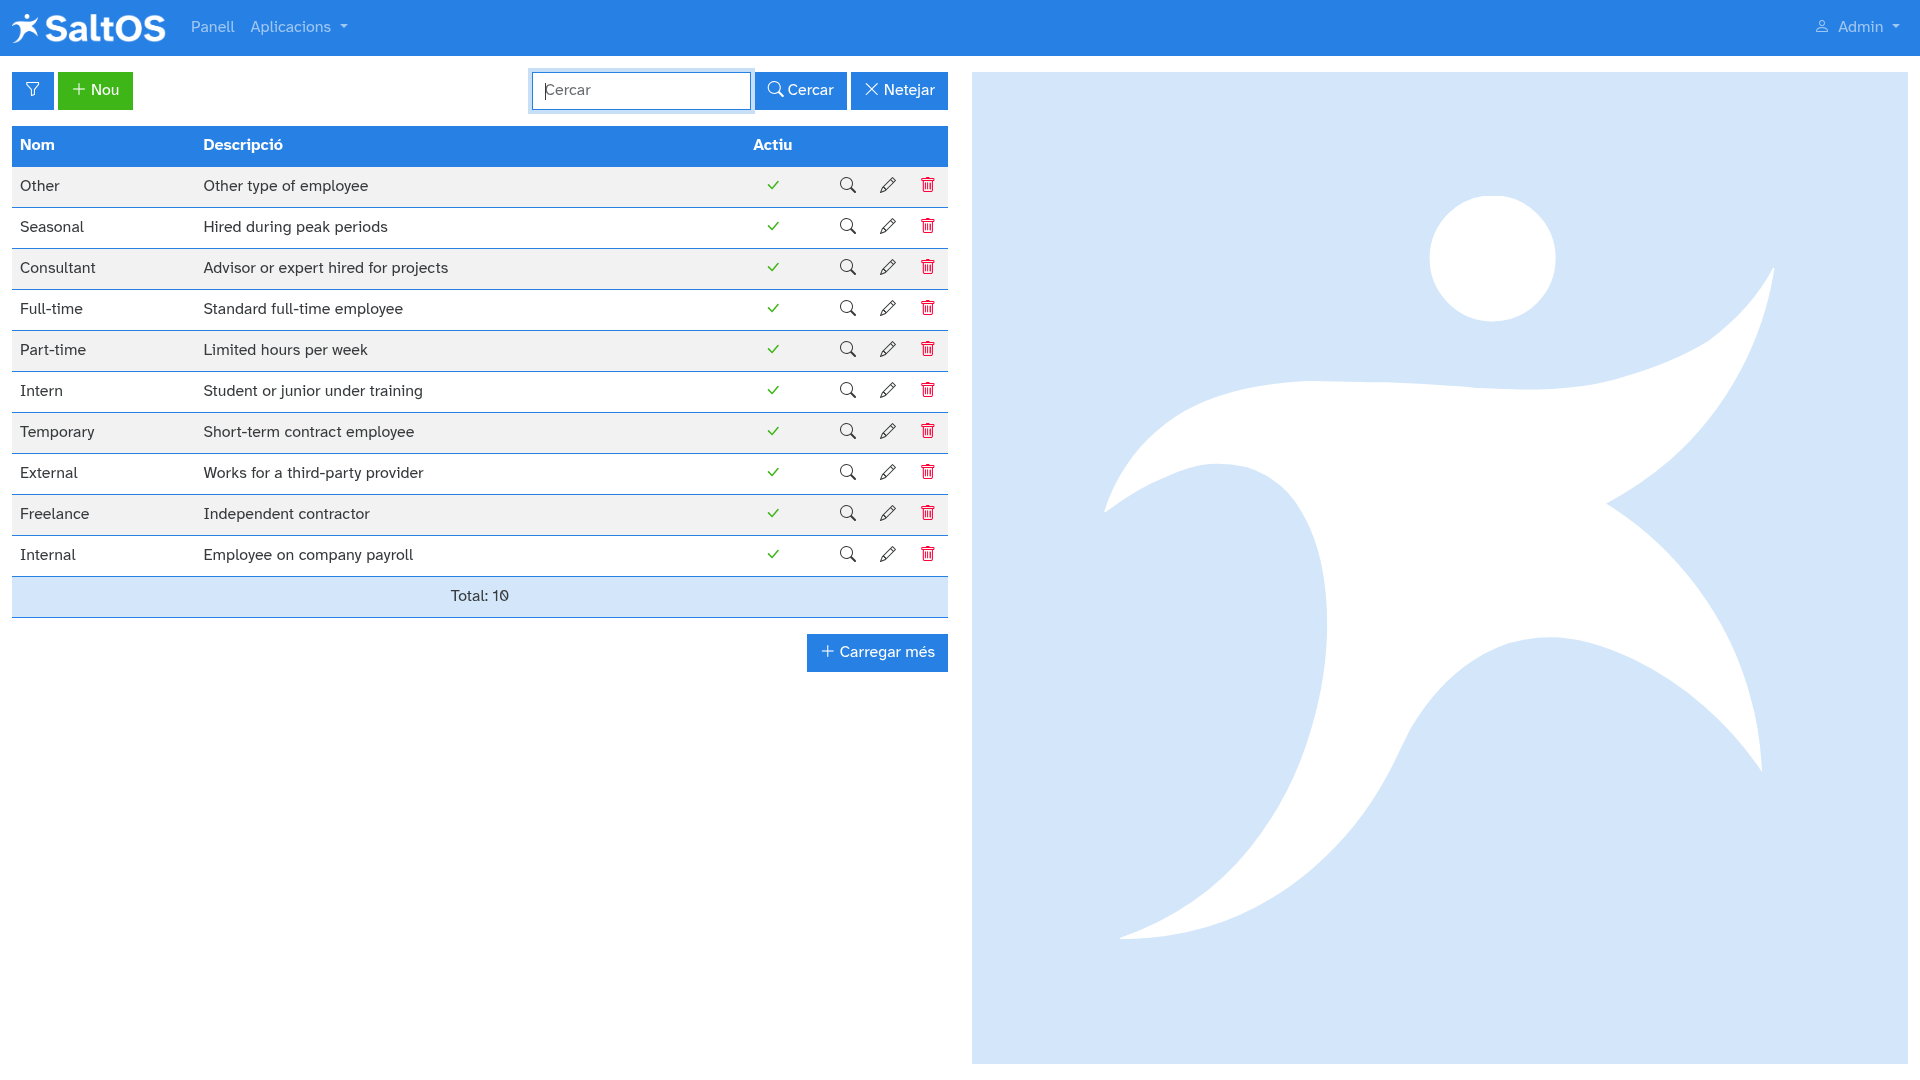 SaltOS Panell Aplicacions Admin
Nou Cercar Cercar Netejar
Nom Descripció Actiu
Other Other type of employee
Seasonal Hired during peak periods
Consultant Advisor or expert hired for projects
Full-time Standard full-time employee
Part-time Limited hours per week
Intern Student or junior under training
Temporary Short-term contract employee
External Works for a third-party provider
Freelance Independent contractor
Internal Employee on company payroll
Total: 10
Carregar més